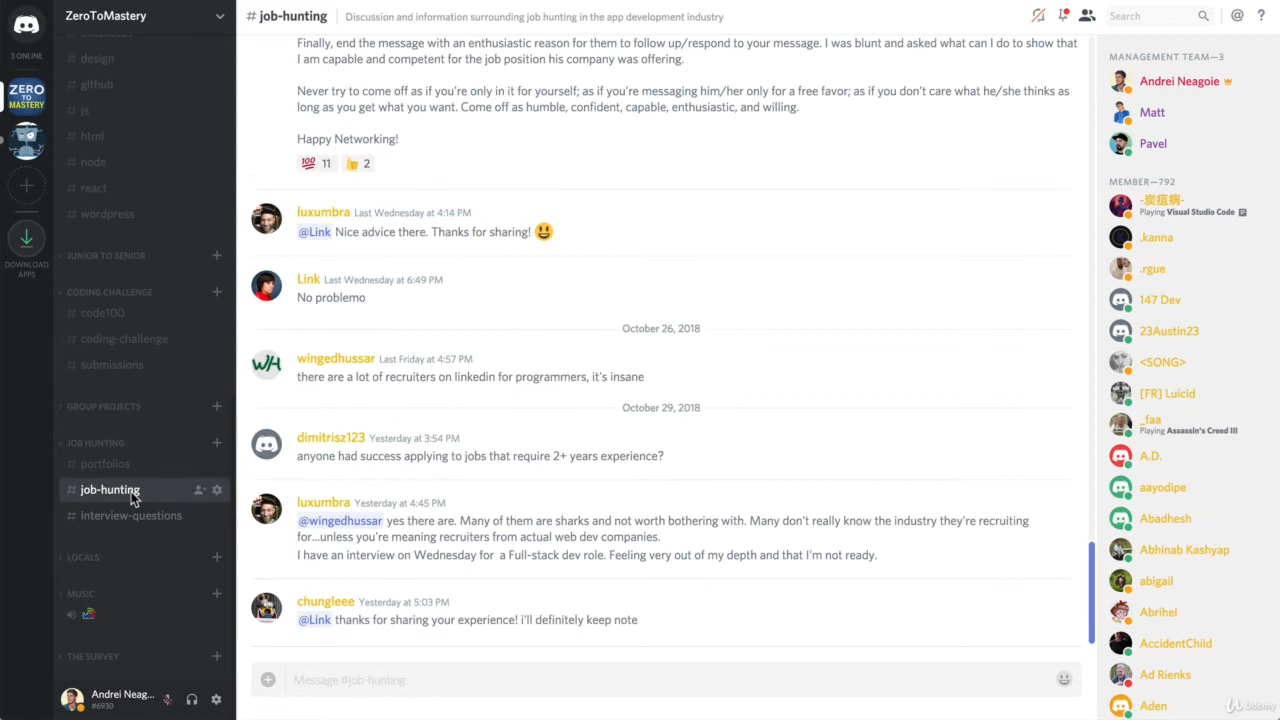 3 ONLINE
ZERO
TO
MASTERY
DOWNLOAD
APPS
ZeroToMastery
# design
# github
# js
# html
# node
# react
# wordpress
JUNIOR TO SENIOR
CODING CHALLENGE
# code100
# coding-challenge
# submissions
GROUP PROJECTS
JOB HUNTING
# portfolios
# job-hunting
# interview-questions
LOCALS
MUSIC
THE SURVEY
Andrei Neag...
#6930
# job-hunting
Discussion and information surrounding job hunting in the app development industry
Search
Finally, end the message with an enthusiastic reason for them to follow up/respond to your message. I was blunt and asked what can I do to show that
I am capable and competent for the job position his company was offering.
Never try to come off as if you're only in it for yourself; as if you're messaging him/her only for a free favor; as if you don't care what he/she thinks as
long as you get what you want. Come off as humble, confident, capable, enthusiastic, and willing.
Happy Networking!
💯 11 👍 2
luxumbra Last Wednesday at 4:14 PM
@Link Nice advice there. Thanks for sharing! 😃
Link Last Wednesday at 6:49 PM
No problemo
October 26, 2018
WH
wingedhussar Last Friday at 4:57 PM
there are a lot of recruiters on linkedin for programmers, it's insane
October 29, 2018
dimitrisz123 Yesterday at 3:54 PM
anyone had success applying to jobs that require 2+ years experience?
luxumbra Yesterday at 4:45 PM
@wingedhussar yes there are. Many of them are sharks and not worth bothering with. Many don't really know the industry they're recruiting
for...unless you're meaning recruiters from actual web dev companies.
I have an interview on Wednesday for a Full-stack dev role. Feeling very out of my depth and that I'm not ready.
chungleee Yesterday at 5:03 PM
@Link thanks for sharing your experience! i'll definitely keep note
Message #job-hunting
MANAGEMENT TEAM—3
Andrei Neagoie
Matt
Pavel
MEMBER—792
-炭疽病-
Playing Visual Studio Code
.kanna
.rgue
147 Dev
23Austin23
<SONG>
[FR] Luicid
_faa
Playing Assassin's Creed III
A.D.
aayodipe
Abadhesh
Abhinab Kashyap
abigail
Abrihel
AccidentChild
Ad Rienks
Aden
Udemy